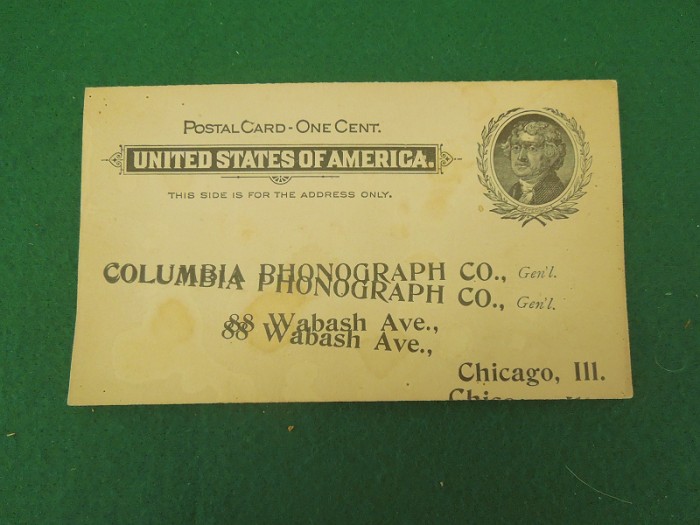 POSTAL CARD - ONE CENT.
UNITED STATES OF AMERICA.
THIS SIDE IS FOR THE ADDRESS ONLY.
COLUMBIA PHONOGRAPH CO., Gen'l.
COLUMBIA PHONOGRAPH CO., Gen'l.
88 Wabash Ave.,
88 Wabash Ave.,
Chicago, Ill.
Chicago,